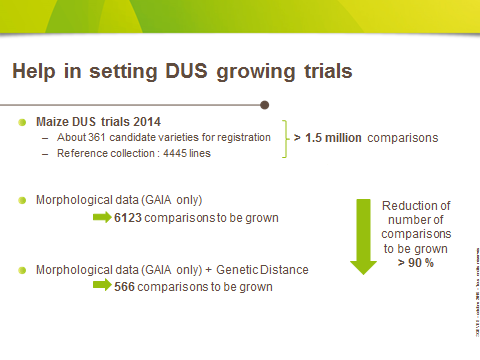 Help in setting DUS growing trials
Maize DUS trials 2014
– About 361 candidate varieties for registration
– Reference collection : 4445 lines
> 1.5 million comparisons
Morphological data (GAIA only)
6123 comparisons to be grown
Morphological data (GAIA only) + Genetic Distance
566 comparisons to be grown
Reduction of
number of
comparisons
to be grown
> 90 %